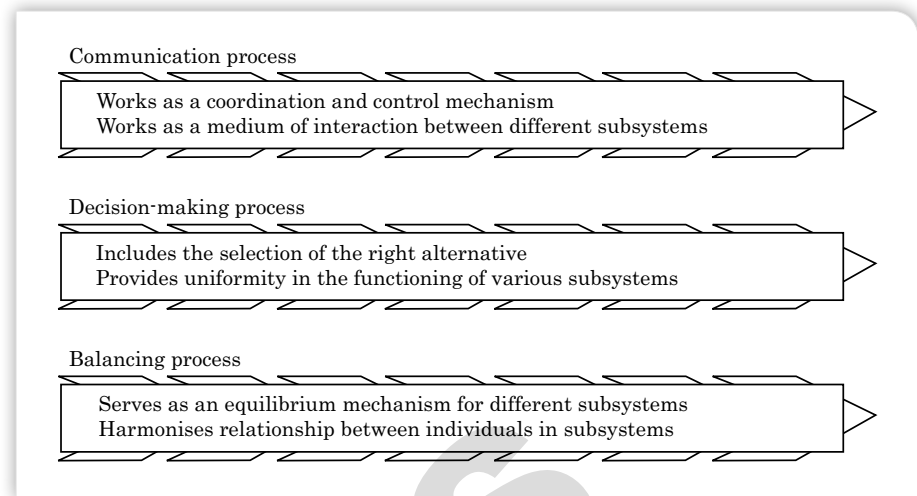 Communication process
Works as a coordination and control mechanism
Works as a medium of interaction between different subsystems
Decision-making process
Includes the selection of the right alternative
Provides uniformity in the functioning of various subsystems
Balancing process
Serves as an equilibrium mechanism for different subsystems
Harmonises relationship between individuals in subsystems